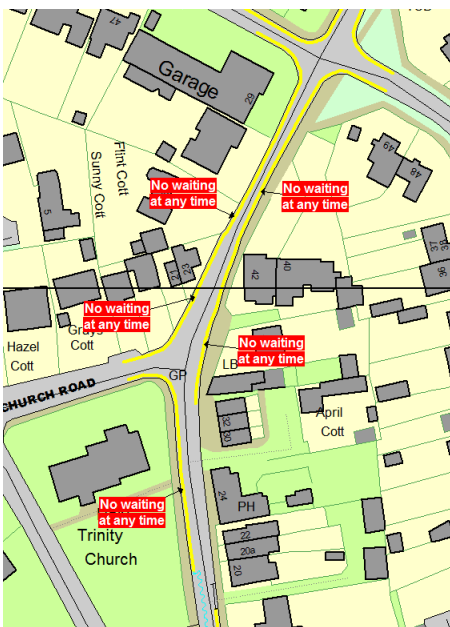 Garage
29
49
48
Flint Cott
Sunny Cott
No waiting
at any time
No waiting
at any time
5
37
38
36
21
23
42
40
No waiting
at any time
Hazel
Cott
Grays
Cott
No waiting
at any time
LB
GP
CHURCH ROAD
32
30
April
Cott
24
PH
No waiting
at any time
Trinity
Church
22
20a
20